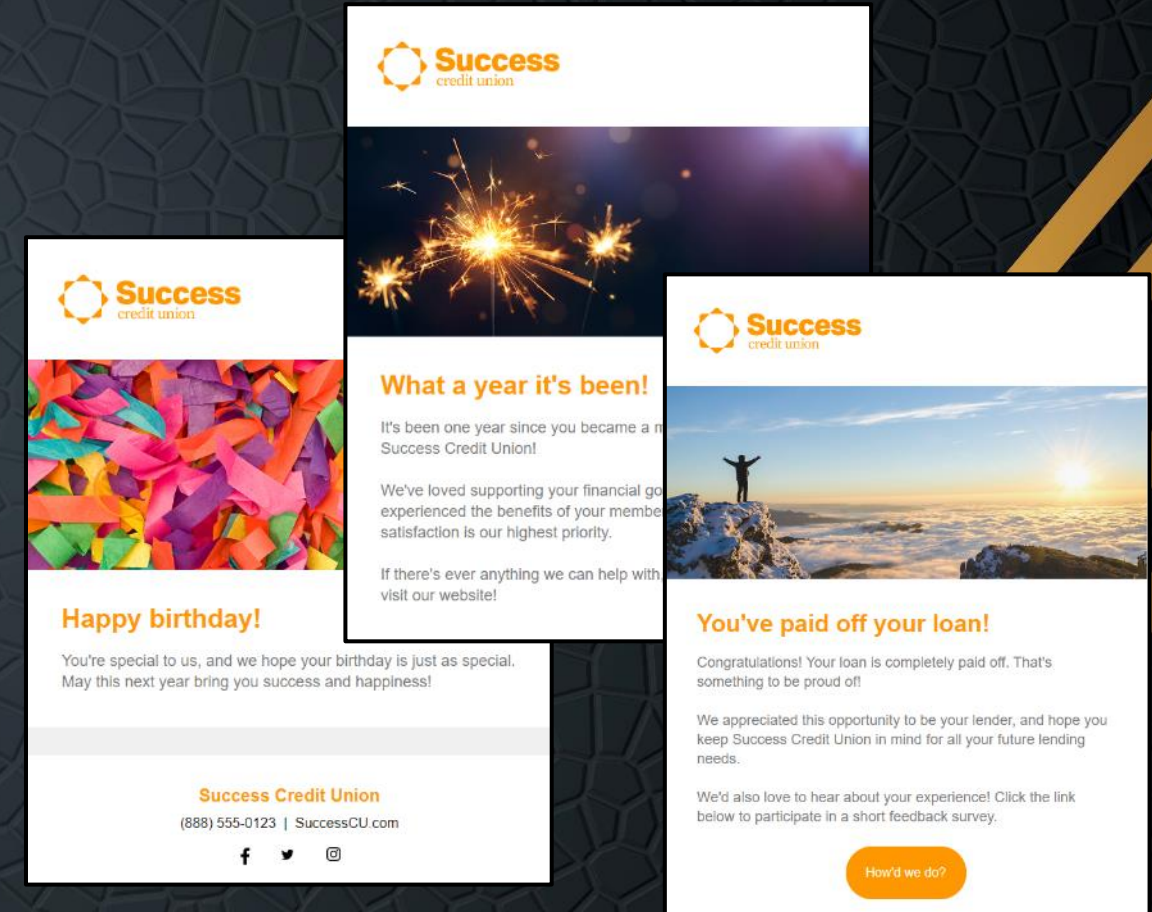 Success
credit union
Happy birthday!
You're special to us, and we hope your birthday is just as special.
May this next year bring you success and happiness!
Success Credit Union
(888) 555-0123 | SuccessCU.com
Success
credit union
What a year it's been!
It's been one year since you became a
Success Credit Union!
We've loved supporting your financial
experienced the benefits of your
satisfaction is our highest priority.
If there's ever anything we can help with,
visit our website!
Success
credit union
You've paid off your loan!
Congratulations! Your loan is completely paid off. That's
something to be proud of!
We appreciated this opportunity to be your lender, and hope you
keep Success Credit Union in mind for all your future lending
needs.
We'd also love to hear about your experience! Click the link
below to participate in a short feedback survey.
How'd we do?